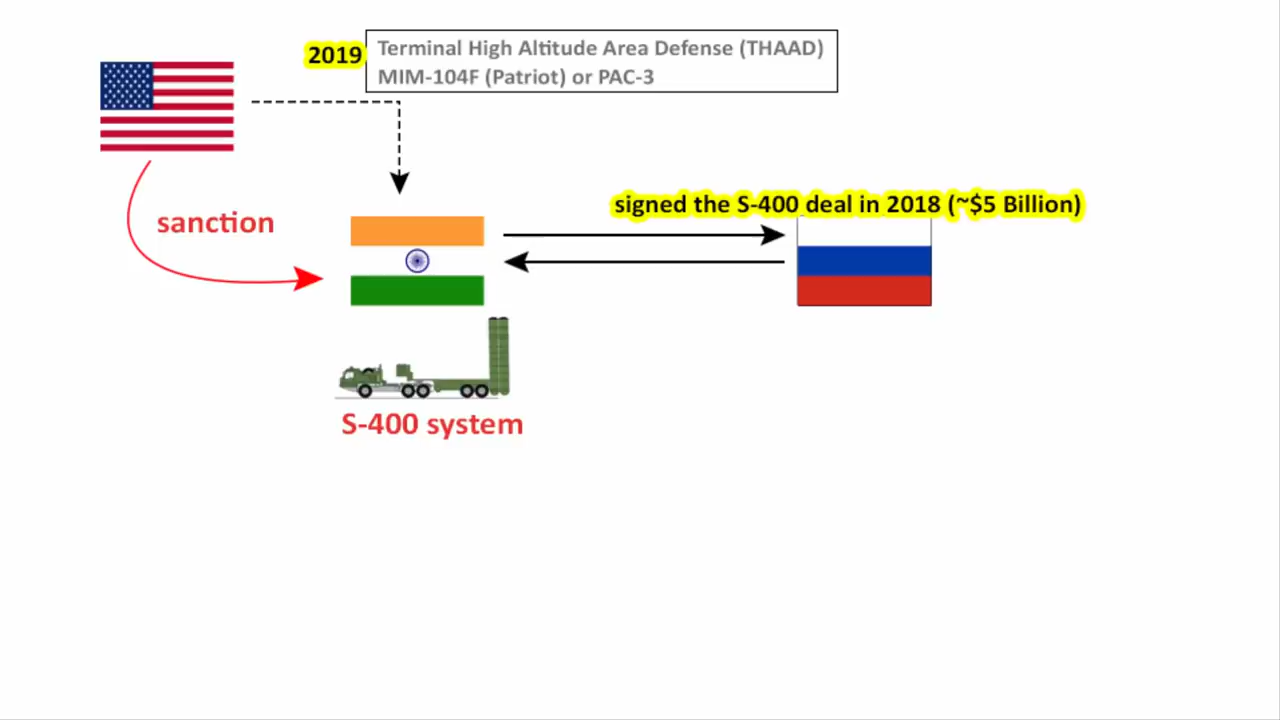 2019
Terminal High Altitude Area Defense (THAAD)
MIM-104F (Patriot) or PAC-3
signed the S-400 deal in 2018 (~$5 Billion)
sanction
S-400 system